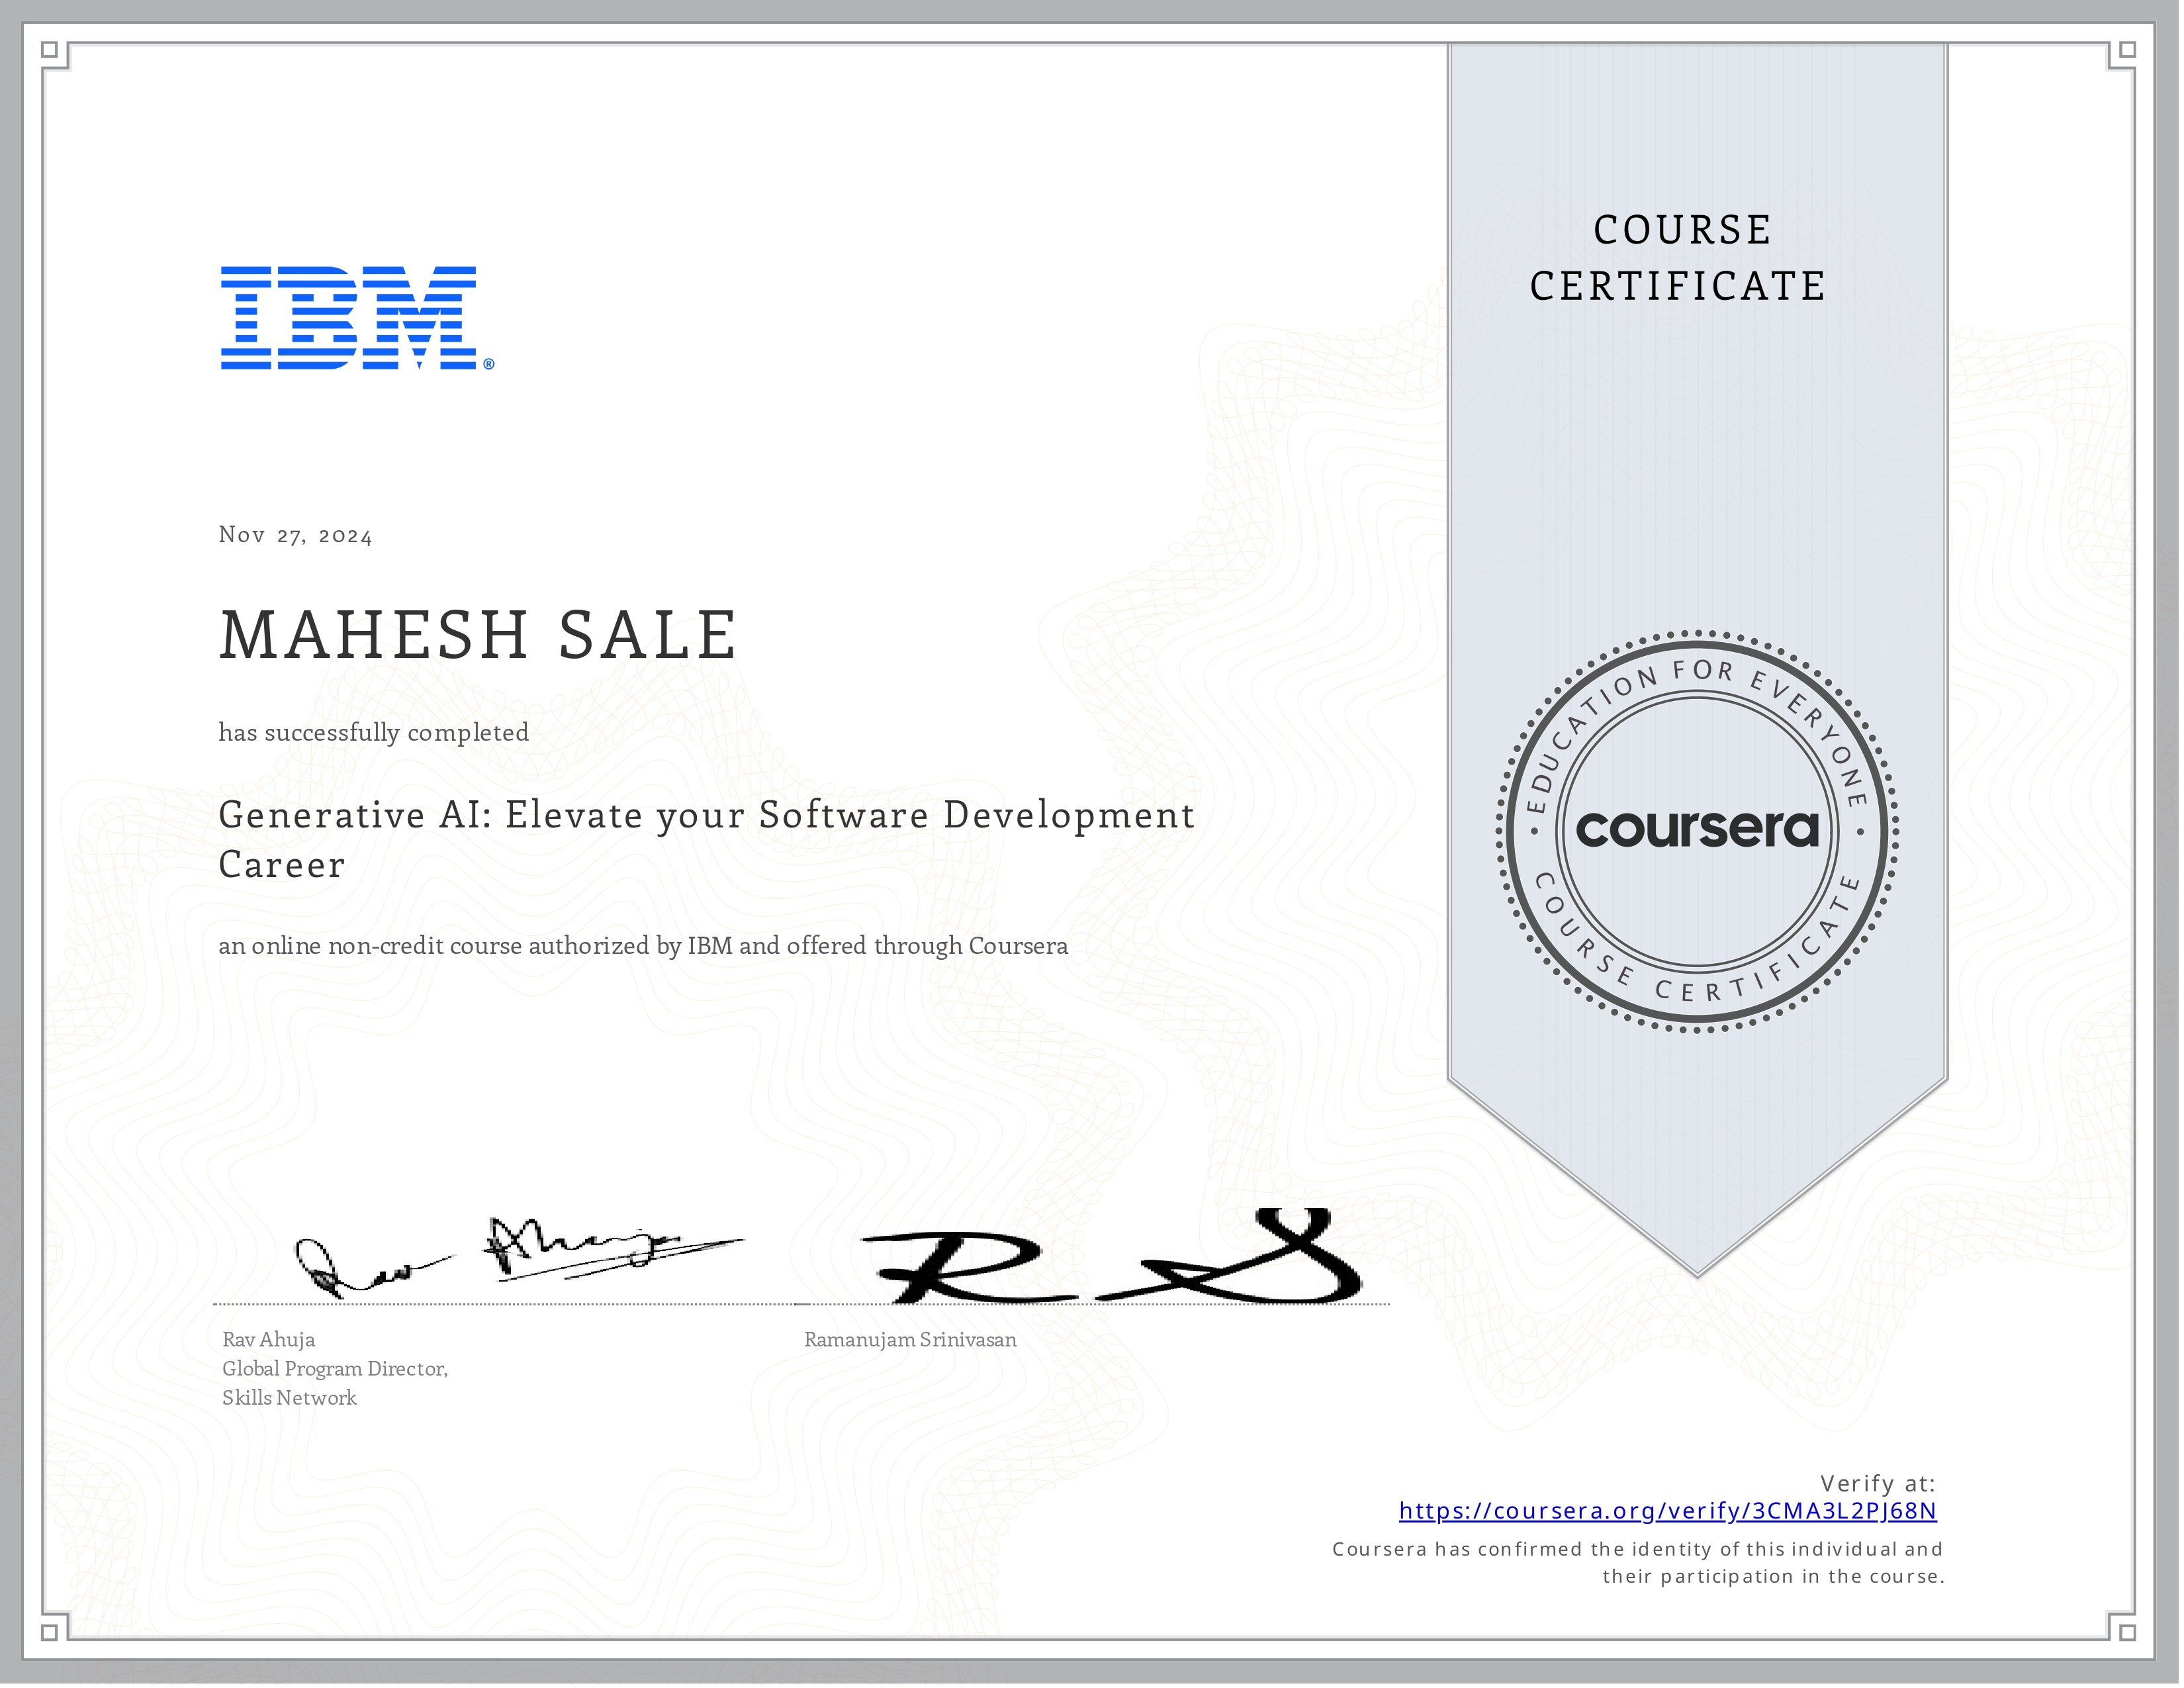 COURSE
CERTIFICATE
IBM®
Nov 27, 2024
MAHESH SALE
has successfully completed
Generative AI: Elevate your Software Development
Career
an online non-credit course authorized by IBM and offered through Coursera
EDUCATION FOR EVERYONE
coursera
COURSE CERTIFICATE
Rav Ahuja
Global Program Director,
Skills Network
Ramanujam Srinivasan
Verify at:
https://coursera.org/verify/3CMA3L2PJ68N
Coursera has confirmed the identity of this individual and
their participation in the course.